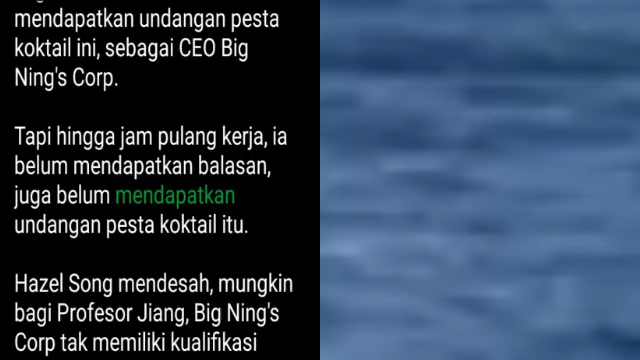 mendapatkan undangan pesta
koktail ini, sebagai CEO Big
Ning's Corp.
Tapi hingga jam pulang kerja, ia
belum mendapatkan balasan,
juga belum mendapatkan
undangan pesta koktail itu.
Hazel Song mendesah, mungkin
bagi Profesor Jiang, Big Ning's
Corp tak memiliki kualifikasi